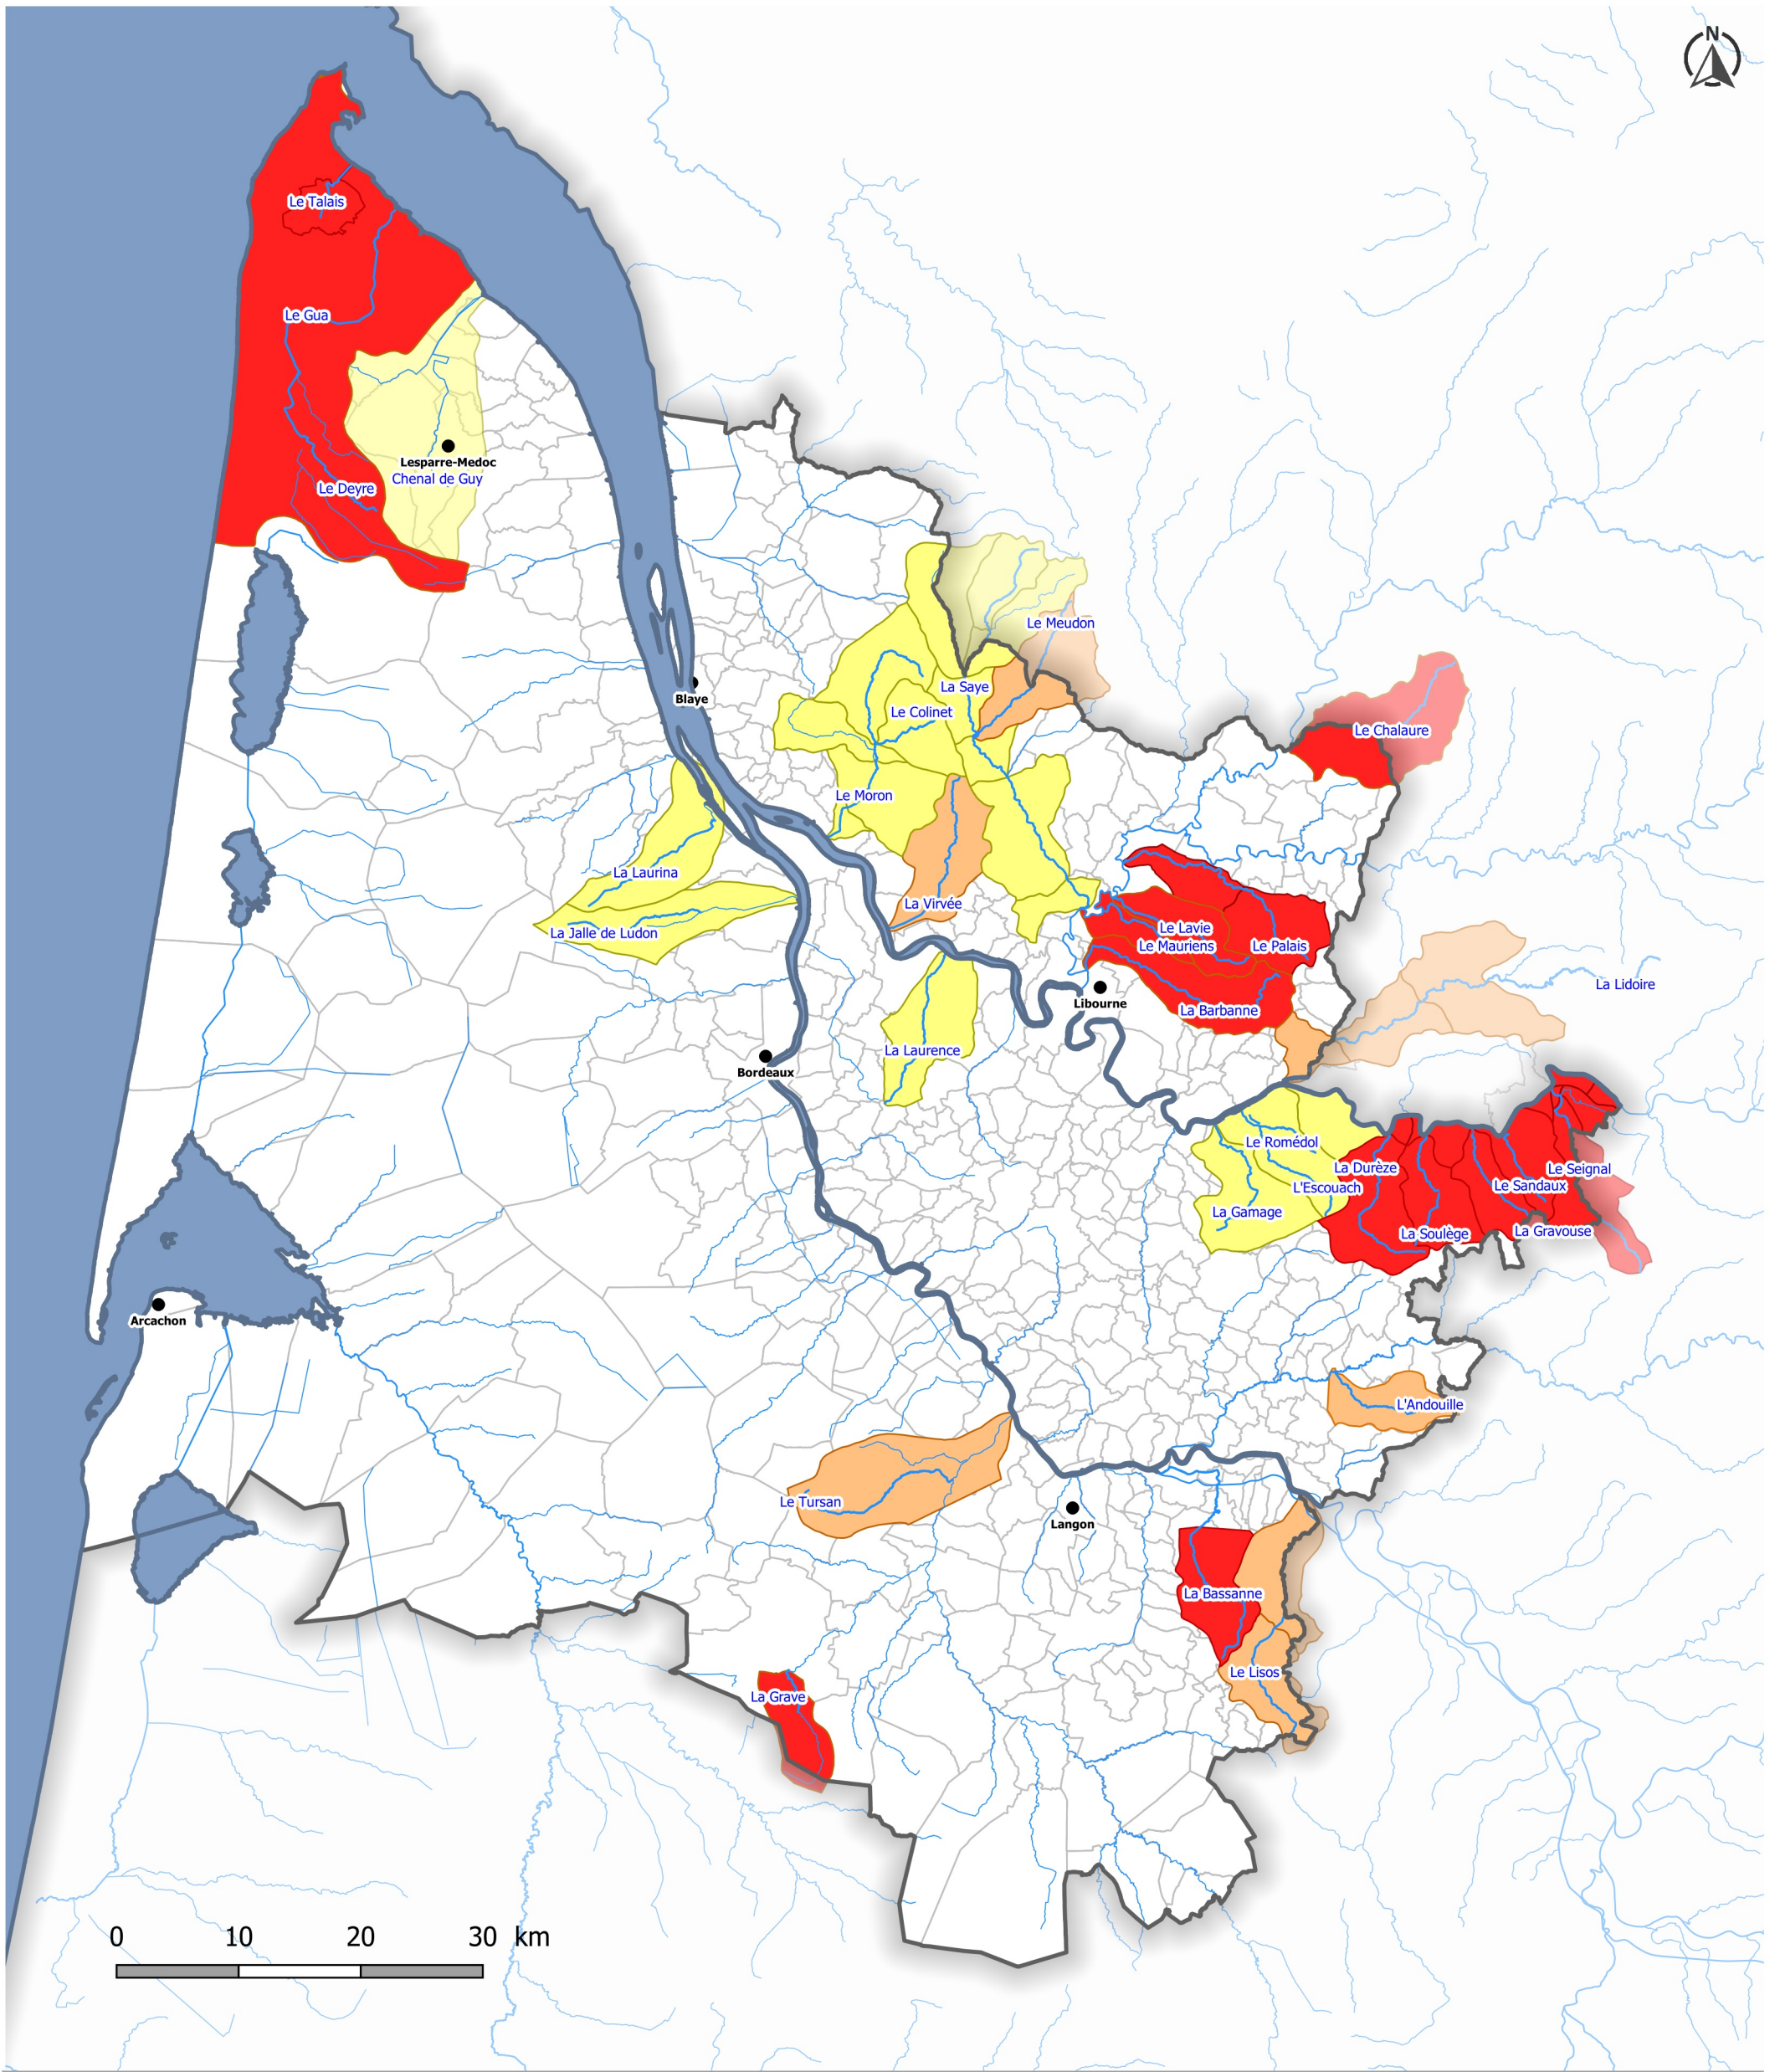 N
Le Talais
Le Gua
Lesparre-Medoc
Chenal de Guy
Le Deyre
Le Meudon
La Saye
Blaye
Le Colinet
Le Chalaure
Le Moron
La Laurina
La Virvée
La Jalle de Ludon
Le Lavie
Le Mauriens
Le Palais
La Lidoire
Libourne
La Barbanne
La Laurence
Bordeaux
Le Romédol
La Durèze
Le Seignal
L'Escouach
Le Sandaux
La Gamage
La Soulège
La Gravouse
Arcachon
L'Andouille
Le Tursan
Langon
La Bassanne
Le Lisos
La Grave
0 10 20 30 km